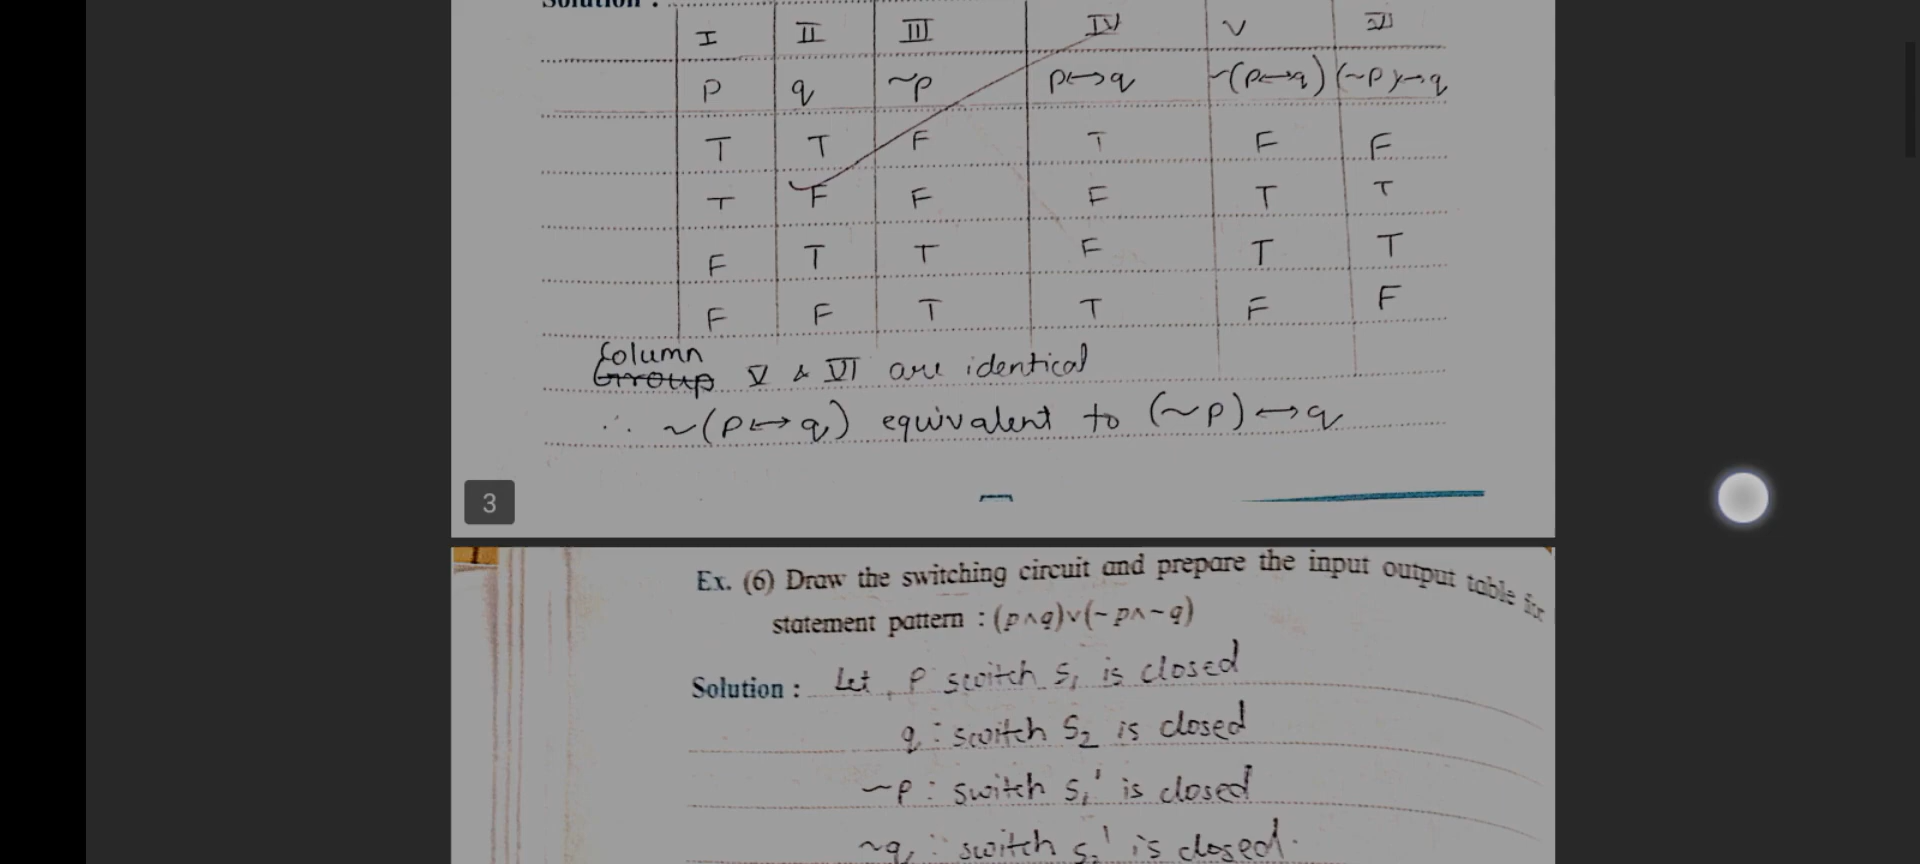 Solution :
I II III IV V VI
p q ~p p↔q ~(p↔q) (~p)↔q
T T F T F F
T F F F T T
F T T F T T
F F T T F F
Column
Group V & VI are identical
∴ ~(p↔q) equivalent to (~p)↔q
3
Ex. (6) Draw the switching circuit and prepare the input output table for
statement pattern : (p∧q)∨(~p∧~q)
Solution : Let, p switch S₁ is closed
q : switch S₂ is closed
~p : switch S₁' is closed
~q : switch S₂' is closed.